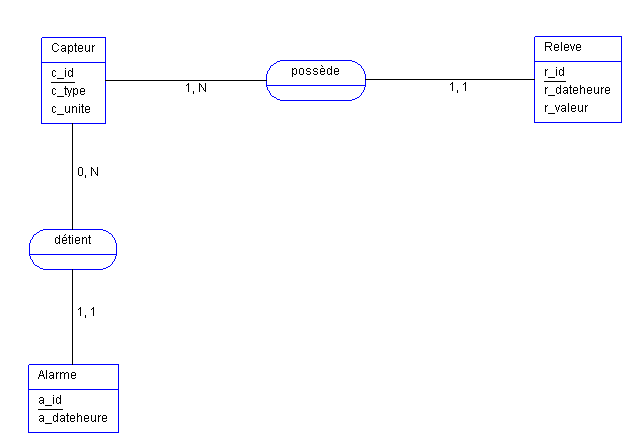 Capteur
c_id
c_type
c_unite
1, N
possède
1, 1
Releve
r_id
r_dateheure
r_valeur
0, N
détient
1, 1
Alarme
a_id
a_dateheure